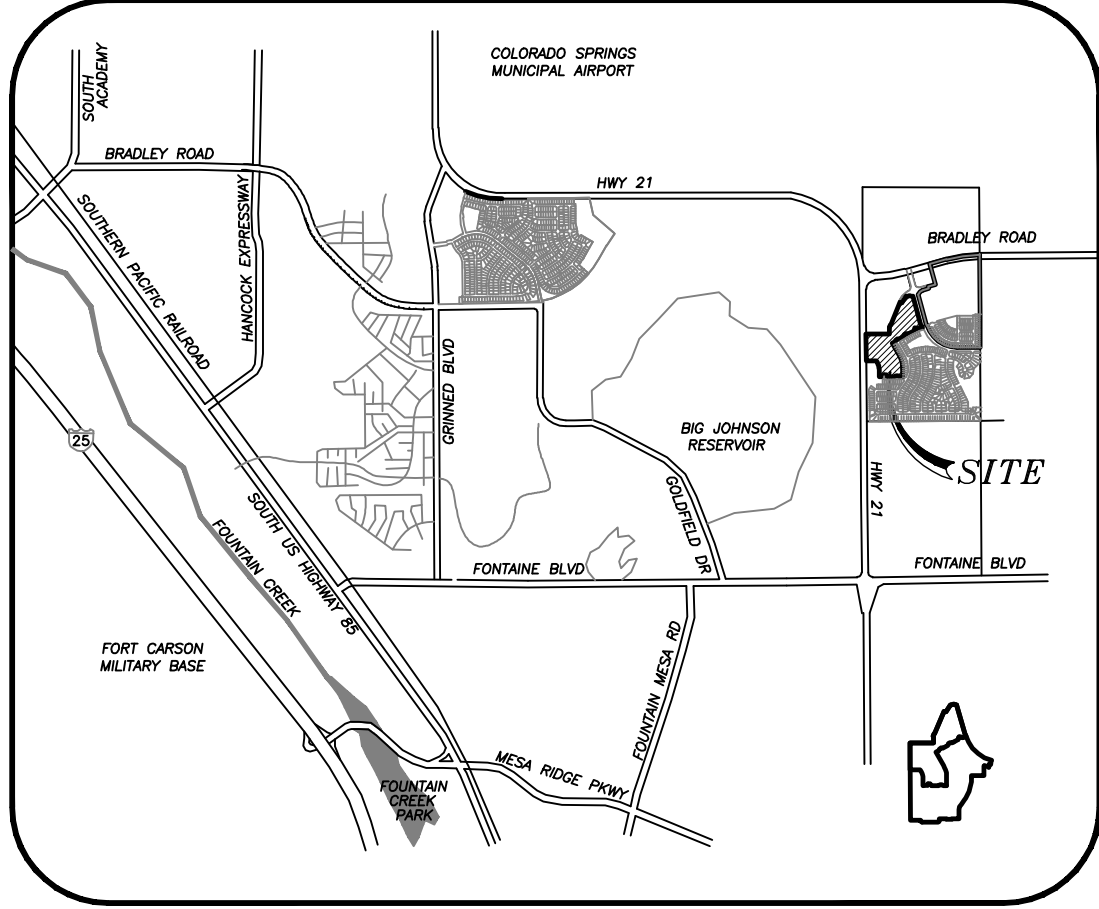 COLORADO SPRINGS
MUNICIPAL AIRPORT
SOUTH
ACADEMY
BRADLEY ROAD
HWY 21
BRADLEY ROAD
SOUTHERN PACIFIC RAILROAD
HANCOCK EXPRESSWAY
GRINNED BLVD
25
BIG JOHNSON
RESERVOIR
SITE
HWY 21
GOLDFIELD DR
SOUTH US HIGHWAY 85
FOUNTAIN CREEK
FONTAINE BLVD
FONTAINE BLVD
FORT CARSON
MILITARY BASE
FOUNTAIN MESA RD
MESA RIDGE PKWY
FOUNTAIN
CREEK
PARK